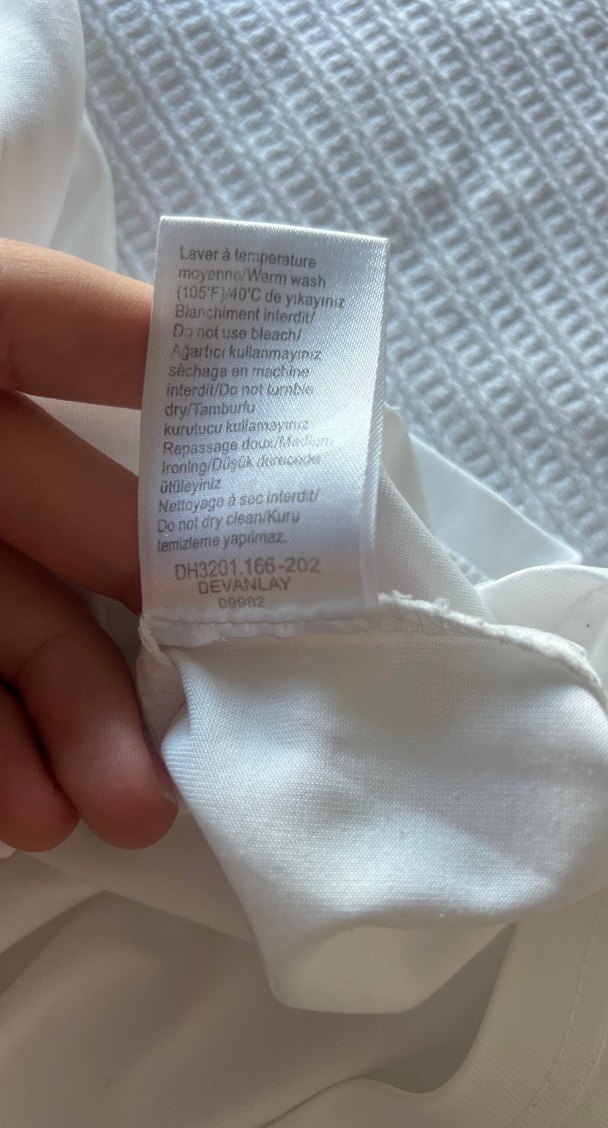 Laver à temperature
moyenne/Warm wash
(105°F)/40°C de yıkayınız
Blanchiment interdit/
Do not use bleach/
Ağartıcı kullanmayınız
séchage en machine
interdit/Do not tumble
dry/Tamburlu
kurutucu kullamayınız
Repassage doux/Medium
ironing/Düşük derecede
ütüleyiniz
Nettoyage à sec interdit/
Do not dry clean/Kuru
temizleme yapılmaz.
DH3201.166-202
DEVANLAY
09982